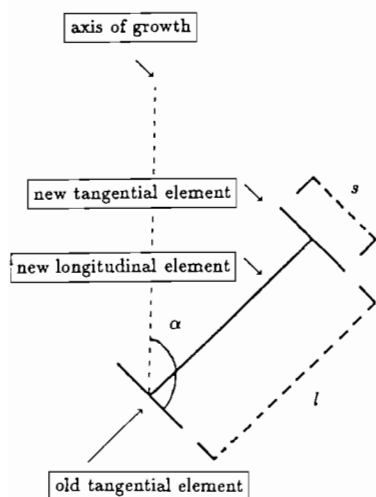 axis of growth
new tangential element
s
new longitudinal element
α
l
old tangential element